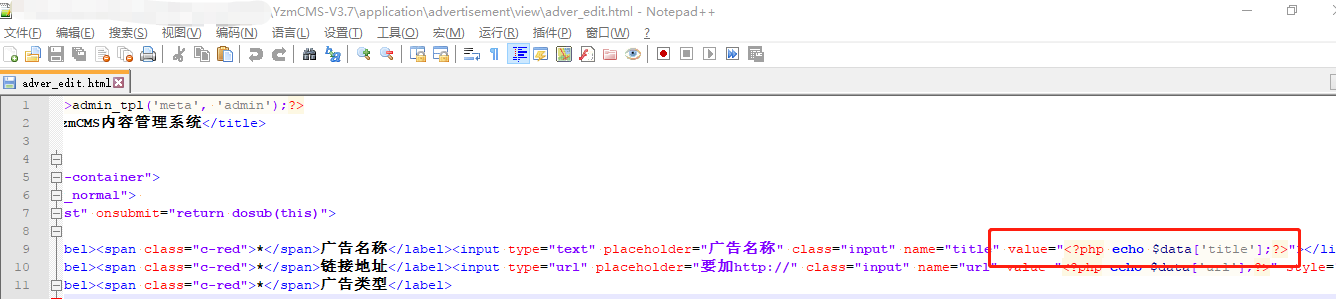 \YzmCMS-V3.7\application\advertisement\view\adver_edit.html - Notepad++
文件(F) 编辑(E) 搜索(S) 视图(V) 编码(N) 语言(L) 设置(T) 工具(O) 宏(M) 运行(R) 插件(P) 窗口(W) ?
adver_edit.html
1 >admin_tpl('meta', 'admin');?>
2 zmCMS内容管理系统</title>
3
4
5 -container">
6 _normal">
7 st" onsubmit="return dosub(this)">
8
9 bel><span class="c-red">*</span>广告名称</label><input type="text" placeholder="广告名称" class="input" name="title" value="<?php echo $data['title'];?>"></li
10 bel><span class="c-red">*</span>链接地址</label><input type="url" placeholder="要加http://" class="input" name="url" value="<?php echo $data['url'];?>" style=
11 bel><span class="c-red">*</span>广告类型</label>